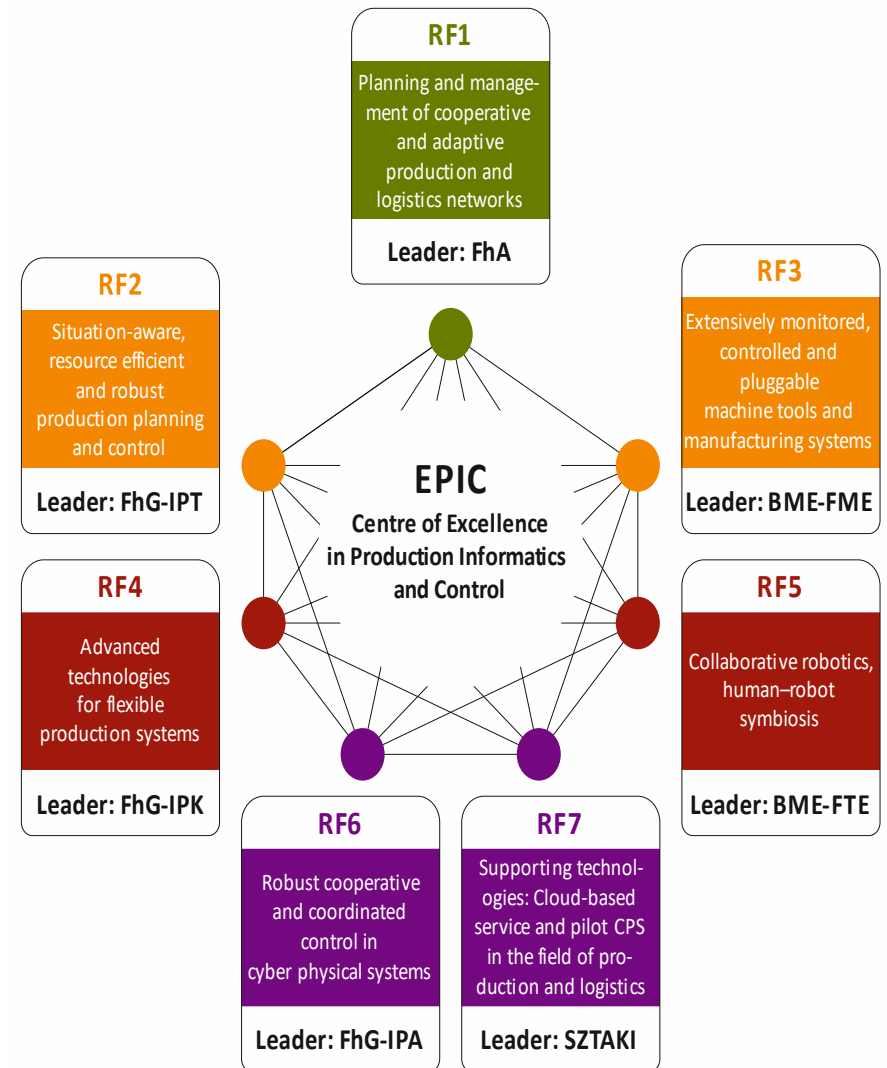 RF1
Planning and manage-
ment of cooperative
and adaptive
production and
logistics networks
Leader: FhA
RF2
Situation-aware,
resource efficient
and robust
production planning
and control
Leader: FhG-IPT
RF3
Extensively monitored,
controlled and
pluggable
machine tools and
manufacturing systems
Leader: BME-FME
EPIC
Centre of Excellence
in Production Informatics
and Control
RF4
Advanced
technologies
for flexible
production systems
Leader: FhG-IPK
RF5
Collaborative robotics,
human–robot
symbiosis
Leader: BME-FTE
RF6
Robust cooperative
and coordinated
control in
cyber physical systems
Leader: FhG-IPA
RF7
Supporting technol-
ogies: Cloud-based
service and pilot CPS
in the field of pro-
duction and logistics
Leader: SZTAKI